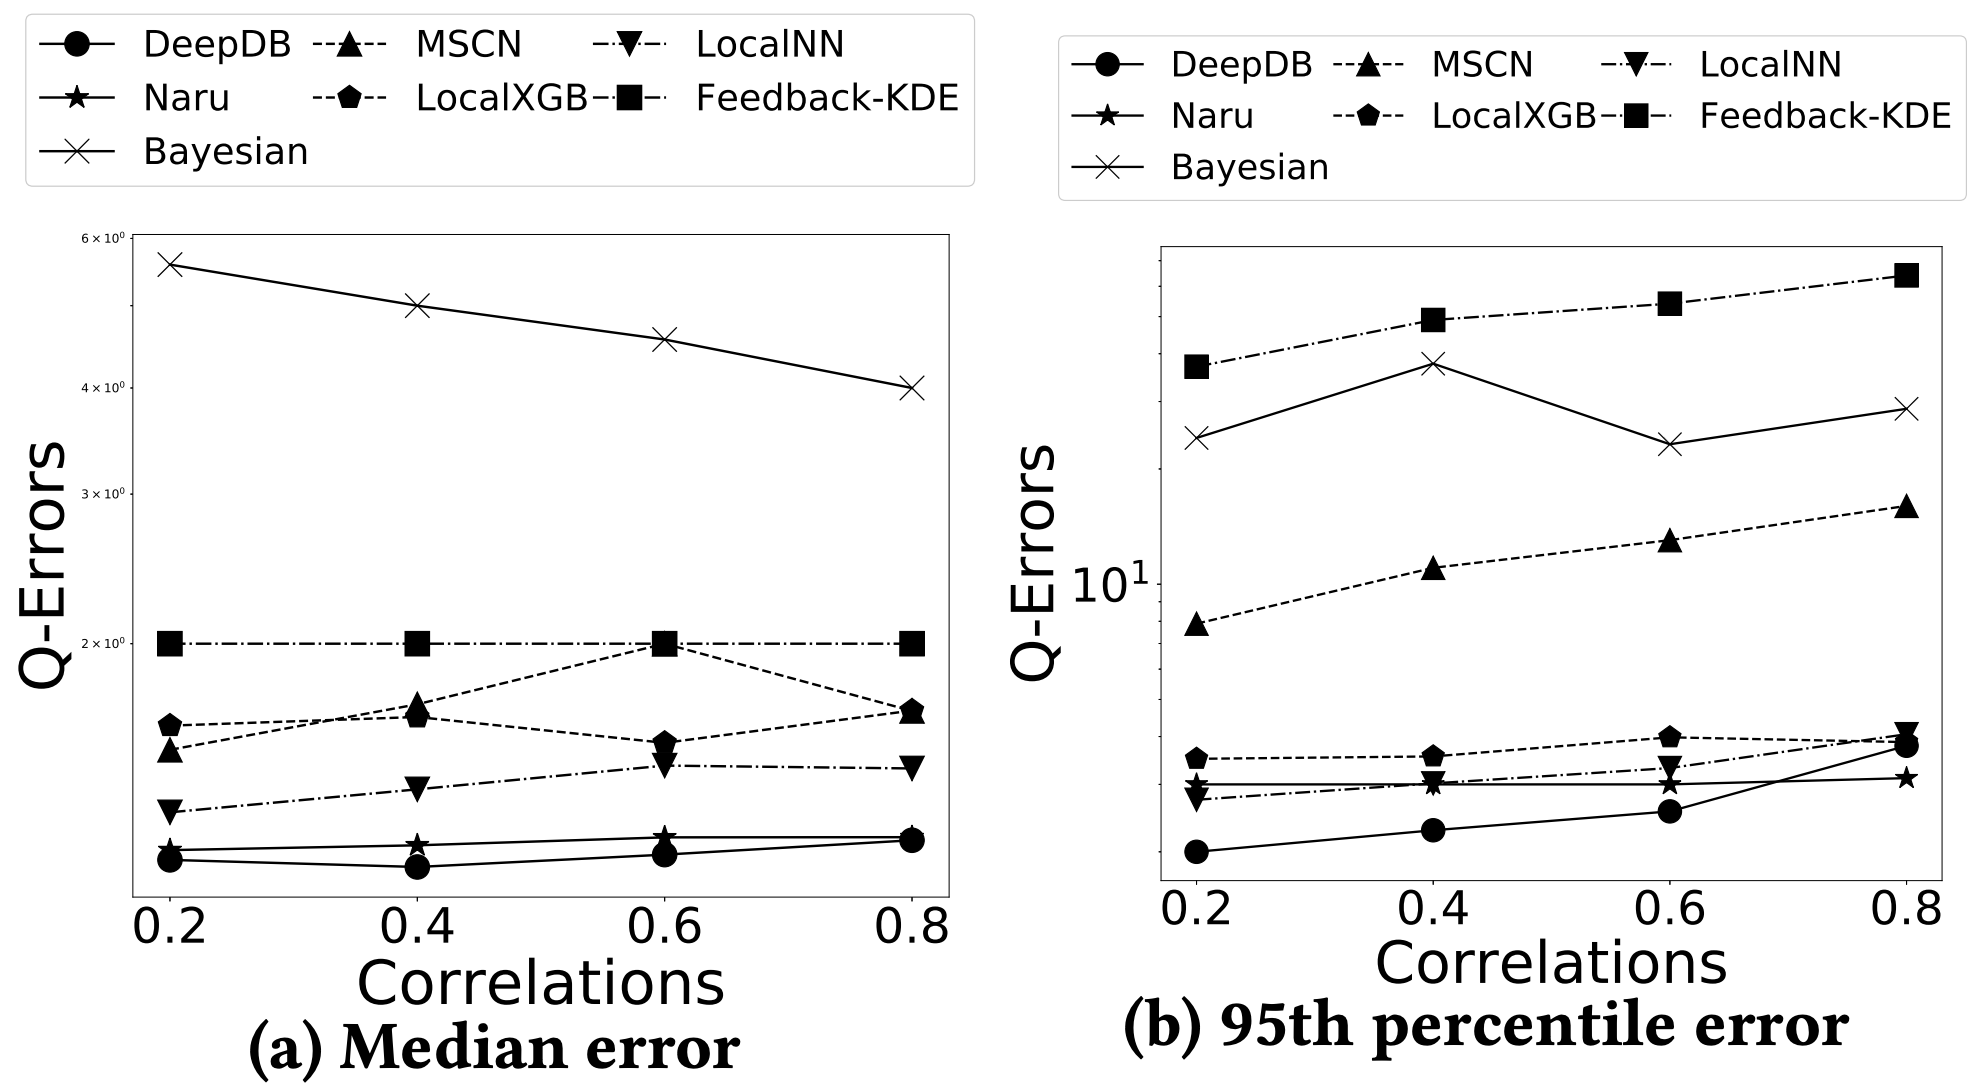 DeepDB MSCN LocalNN
Naru LocalXGB Feedback-KDE
Bayesian
6 × 10⁰
4 × 10⁰
3 × 10⁰
2 × 10⁰
Q-Errors
0.2 0.4 0.6 0.8
Correlations
(a) Median error
DeepDB MSCN LocalNN
Naru LocalXGB Feedback-KDE
Bayesian
10¹
Q-Errors
0.2 0.4 0.6 0.8
Correlations
(b) 95th percentile error